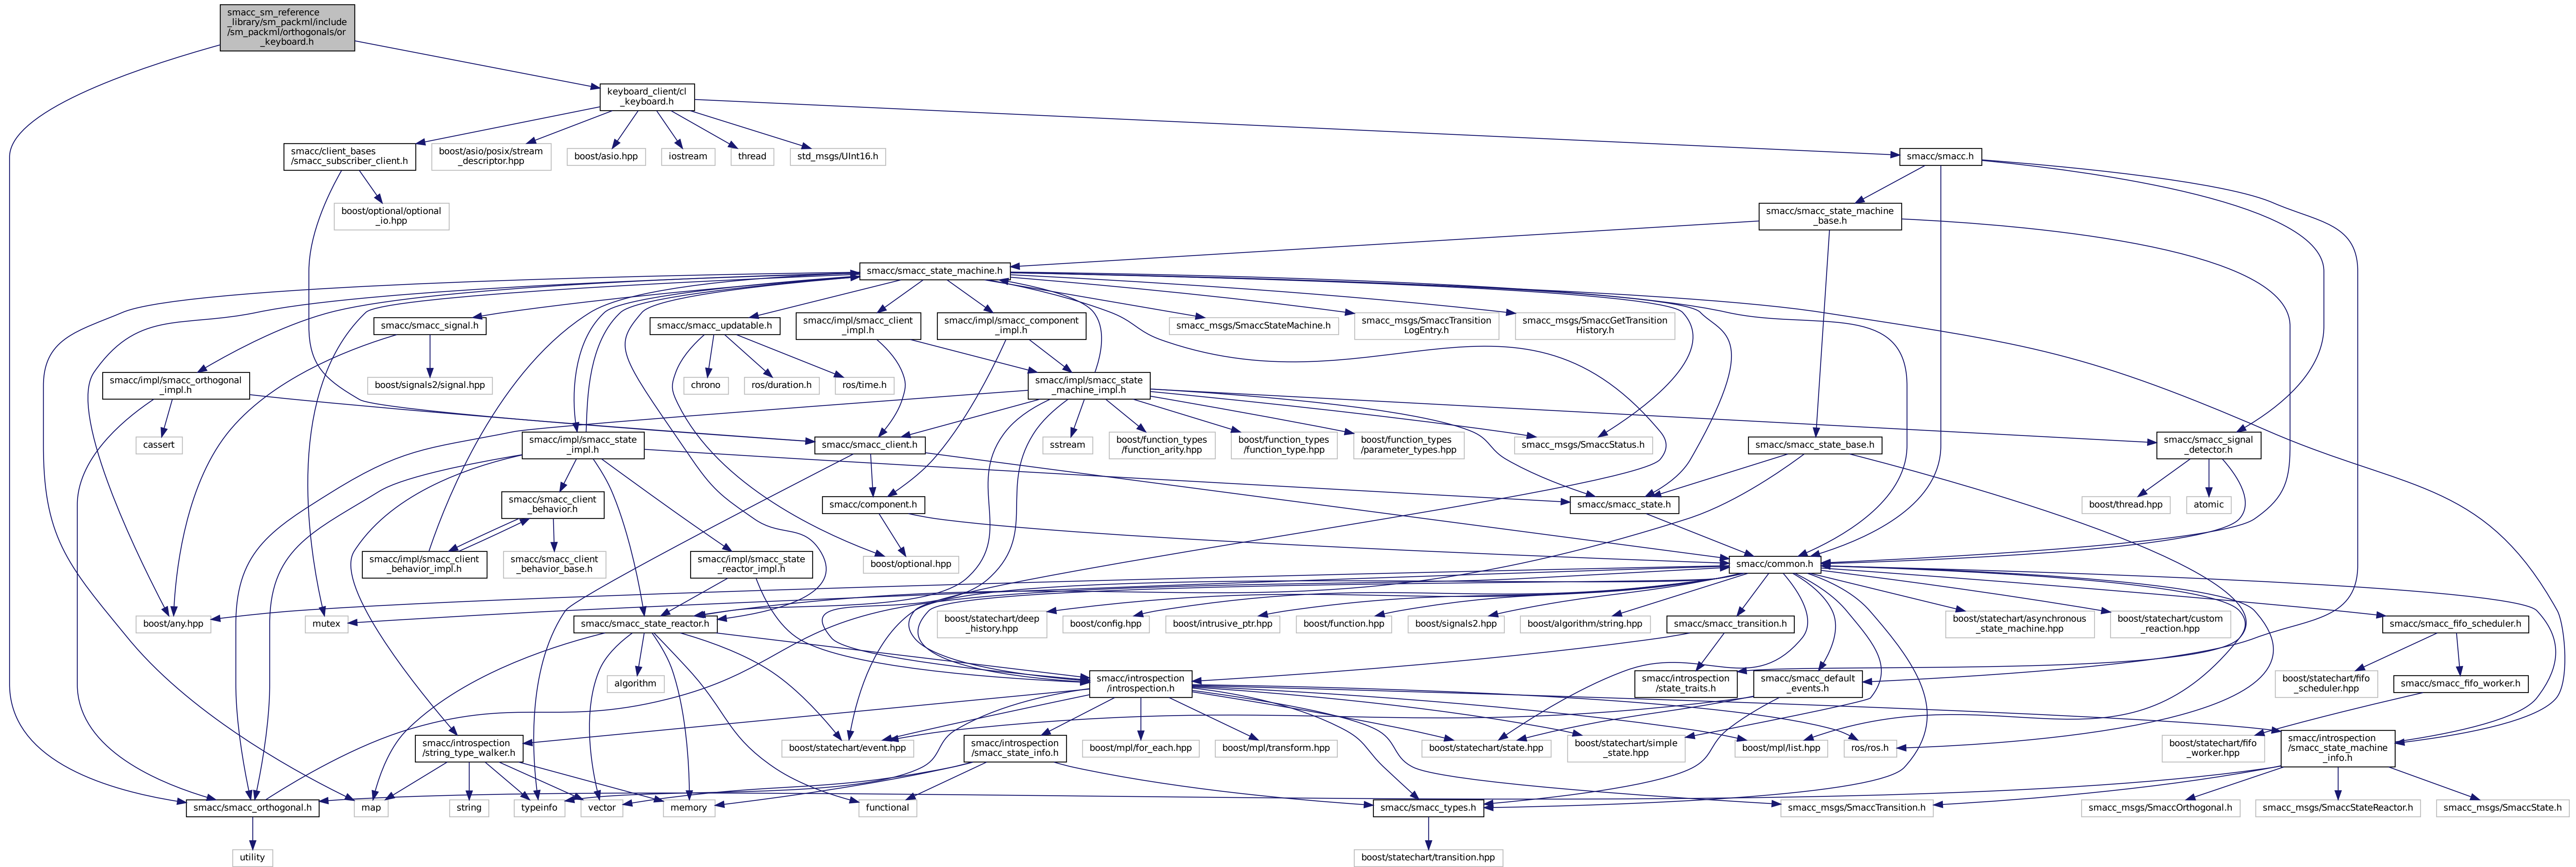 smacc_sm_reference
_library/sm_packml/include
/sm_packml/orthogonals/or
_keyboard.h
keyboard_client/cl
_keyboard.h
smacc/client_bases
/smacc_subscriber_client.h
boost/asio/posix/stream
_descriptor.hpp
boost/asio.hpp
iostream
thread
std_msgs/UInt16.h
smacc/smacc.h
boost/optional/optional
_io.hpp
smacc/smacc_state_machine
_base.h
smacc/smacc_state_machine.h
smacc/smacc_signal.h
smacc/smacc_updatable.h
smacc/impl/smacc_client
_impl.h
smacc/impl/smacc_component
_impl.h
smacc_msgs/SmaccStateMachine.h
smacc_msgs/SmaccTransition
LogEntry.h
smacc_msgs/SmaccGetTransition
History.h
smacc/impl/smacc_orthogonal
_impl.h
boost/signals2/signal.hpp
chrono
ros/duration.h
ros/time.h
smacc/impl/smacc_state
_machine_impl.h
cassert
smacc/impl/smacc_state
_impl.h
smacc/smacc_client.h
sstream
boost/function_types
/function_arity.hpp
boost/function_types
/function_type.hpp
boost/function_types
/parameter_types.hpp
smacc_msgs/SmaccStatus.h
smacc/smacc_state_base.h
smacc/smacc_signal
_detector.h
smacc/smacc_client
_behavior.h
smacc/component.h
smacc/smacc_state.h
boost/thread.hpp
atomic
smacc/impl/smacc_client
_behavior_impl.h
smacc/smacc_client
_behavior_base.h
smacc/impl/smacc_state
_reactor_impl.h
boost/optional.hpp
smacc/common.h
boost/any.hpp
mutex
smacc/smacc_state_reactor.h
boost/statechart/deep
_history.hpp
boost/config.hpp
boost/intrusive_ptr.hpp
boost/function.hpp
boost/signals2.hpp
boost/algorithm/string.hpp
smacc/smacc_transition.h
boost/statechart/asynchronous
_state_machine.hpp
boost/statechart/custom
_reaction.hpp
smacc/smacc_fifo_scheduler.h
algorithm
smacc/introspection
/introspection.h
smacc/introspection
/state_traits.h
smacc/smacc_default
_events.h
boost/statechart/fifo
_scheduler.hpp
smacc/smacc_fifo_worker.h
smacc/introspection
/string_type_walker.h
boost/statechart/event.hpp
smacc/introspection
/smacc_state_info.h
boost/mpl/for_each.hpp
boost/mpl/transform.hpp
boost/statechart/state.hpp
boost/statechart/simple
_state.hpp
boost/mpl/list.hpp
ros/ros.h
boost/statechart/fifo
_worker.hpp
smacc/introspection
/smacc_state_machine
_info.h
smacc/smacc_orthogonal.h
map
string
typeinfo
vector
memory
functional
smacc/smacc_types.h
smacc_msgs/SmaccTransition.h
smacc_msgs/SmaccOrthogonal.h
smacc_msgs/SmaccStateReactor.h
smacc_msgs/SmaccState.h
utility
boost/statechart/transition.hpp